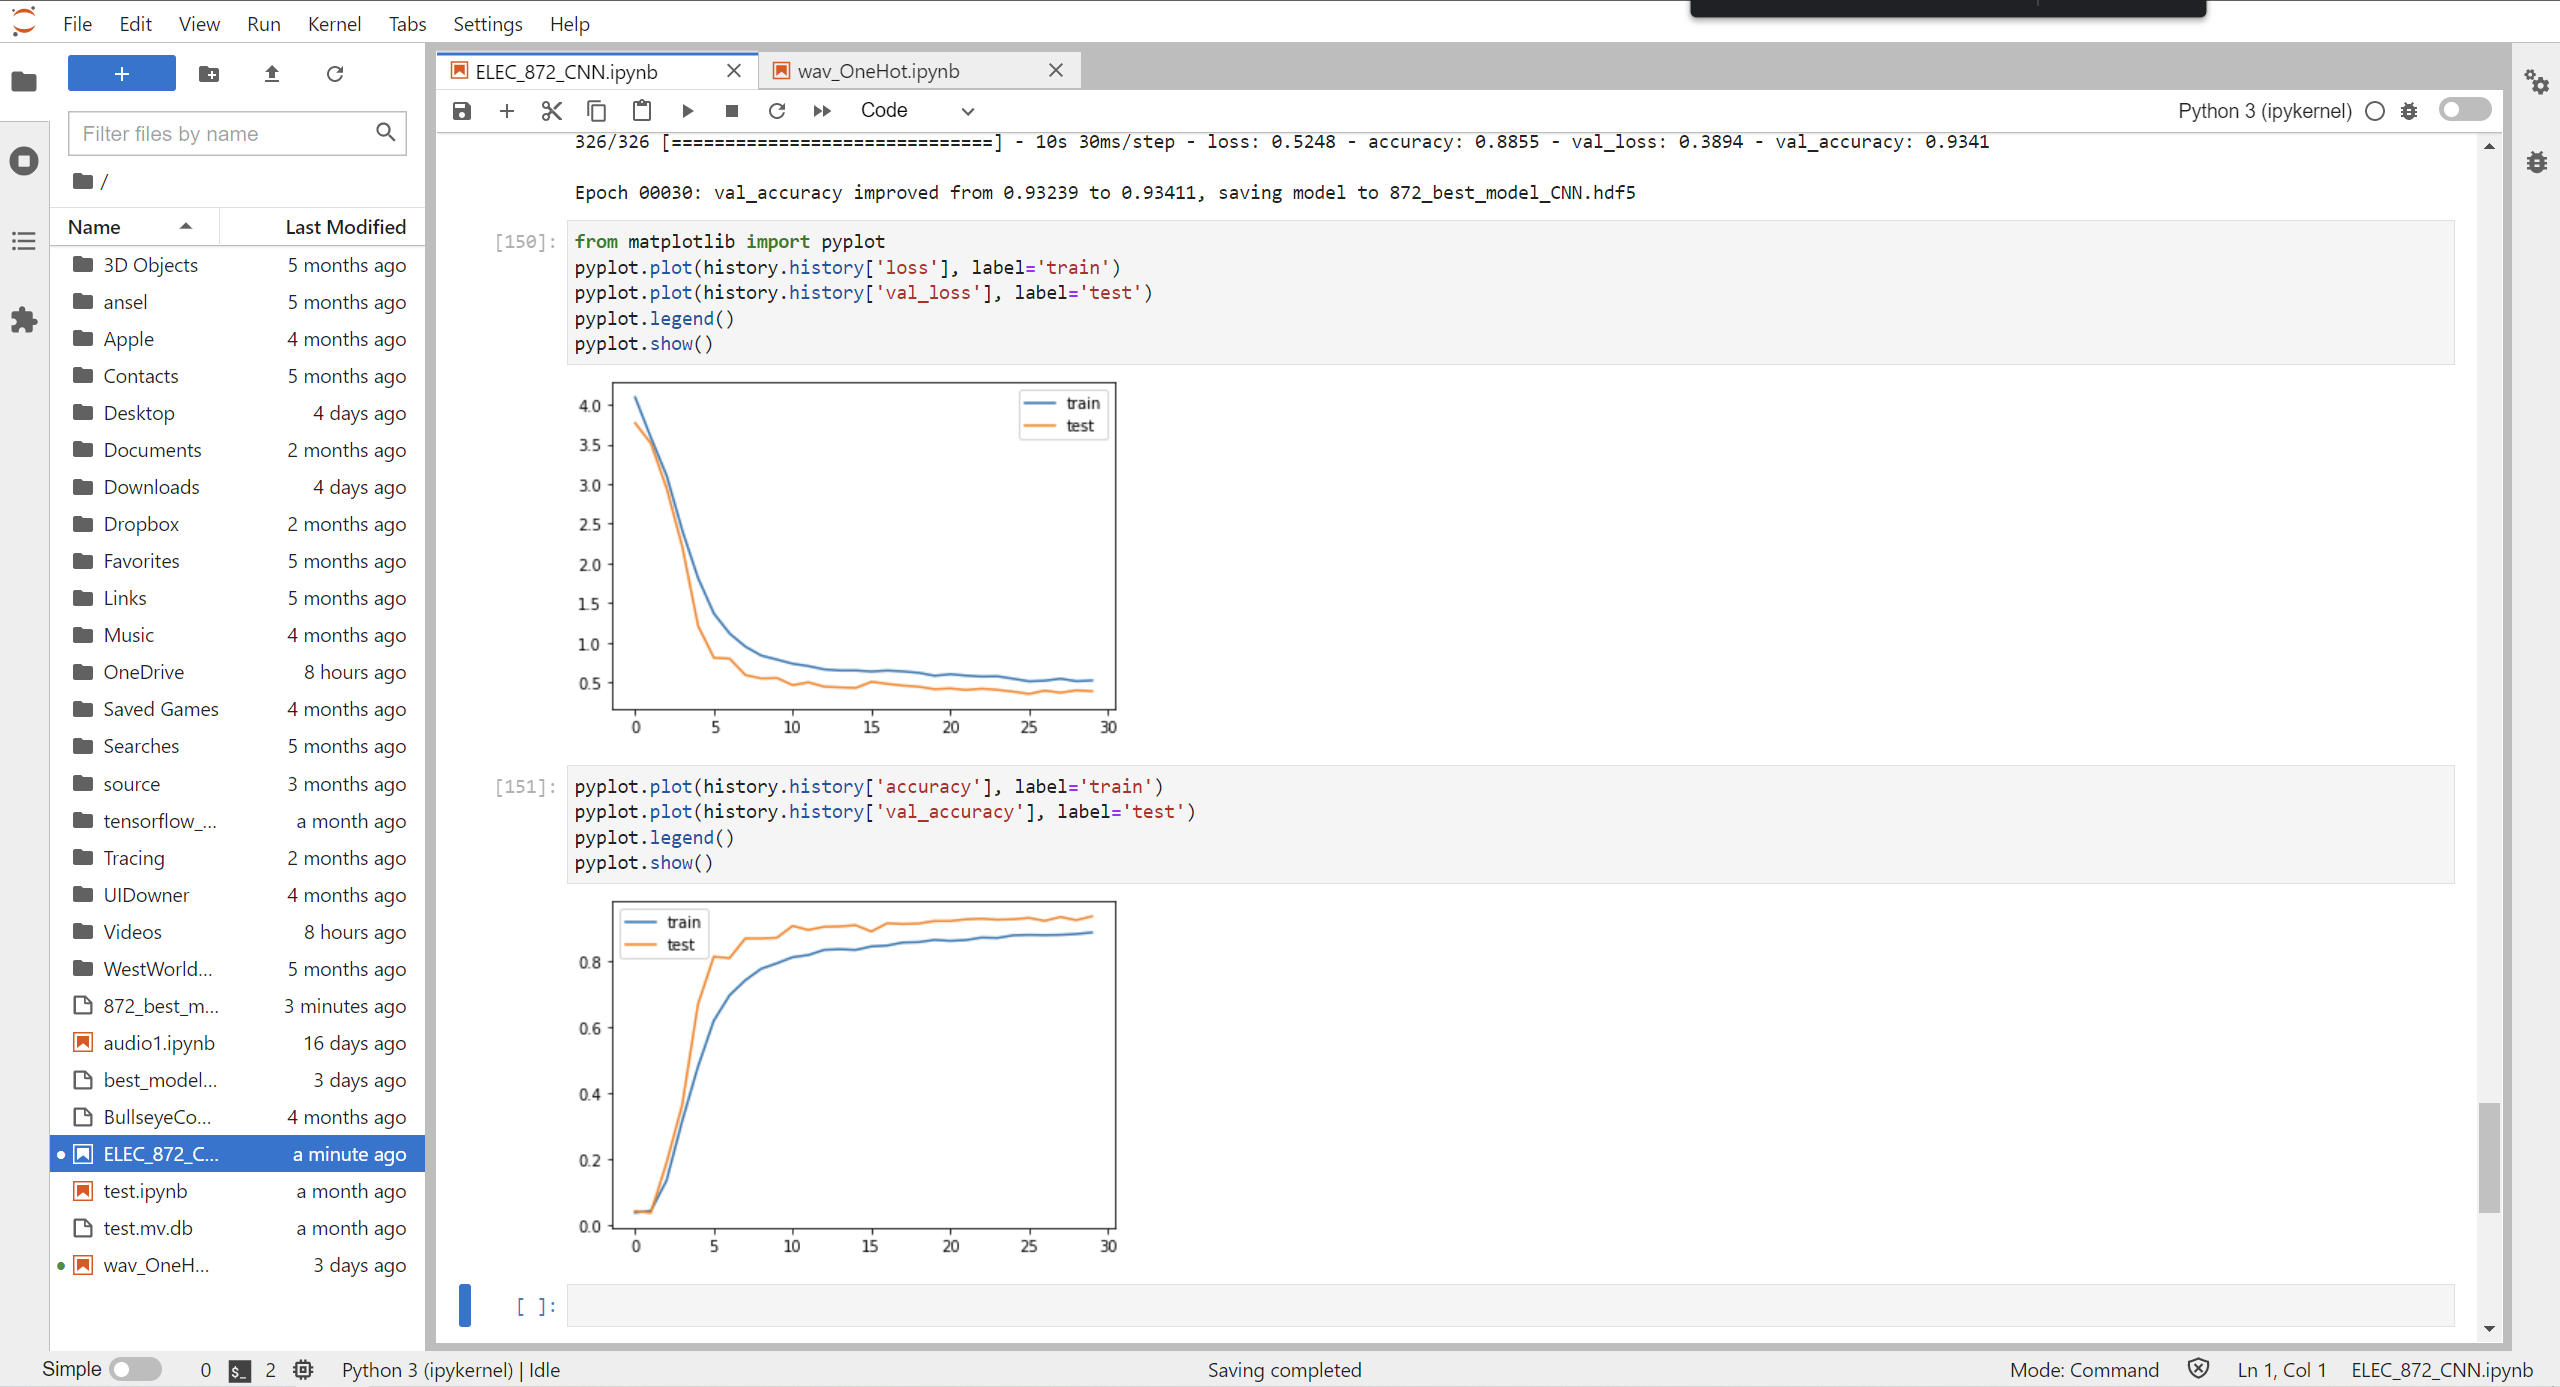 File Edit View Run Kernel Tabs Settings Help
Filter files by name
/
Name Last Modified
3D Objects 5 months ago
ansel 5 months ago
Apple 4 months ago
Contacts 5 months ago
Desktop 4 days ago
Documents 2 months ago
Downloads 4 days ago
Dropbox 2 months ago
Favorites 5 months ago
Links 5 months ago
Music 4 months ago
OneDrive 8 hours ago
Saved Games 4 months ago
Searches 5 months ago
source 3 months ago
tensorflow_... a month ago
Tracing 2 months ago
UIDowner 4 months ago
Videos 8 hours ago
WestWorld... 5 months ago
872_best_m... 3 minutes ago
audio1.ipynb 16 days ago
best_model... 3 days ago
BullseyeCo... 4 months ago
ELEC_872_C... a minute ago
test.ipynb a month ago
test.mv.db a month ago
wav_OneH... 3 days ago
ELEC_872_CNN.ipynb wav_OneHot.ipynb
Code Python 3 (ipykernel)
326/326 [==============================] - 10s 30ms/step - loss: 0.5248 - accuracy: 0.8855 - val_loss: 0.3894 - val_accuracy: 0.9341
Epoch 00030: val_accuracy improved from 0.93239 to 0.93411, saving model to 872_best_model_CNN.hdf5
[150]: from matplotlib import pyplot
pyplot.plot(history.history['loss'], label='train')
pyplot.plot(history.history['val_loss'], label='test')
pyplot.legend()
pyplot.show()
train
test
4.0
3.5
3.0
2.5
2.0
1.5
1.0
0.5
0 5 10 15 20 25 30
[151]: pyplot.plot(history.history['accuracy'], label='train')
pyplot.plot(history.history['val_accuracy'], label='test')
pyplot.legend()
pyplot.show()
train
test
0.8
0.6
0.4
0.2
0.0
0 5 10 15 20 25 30
[ ]:
Simple 0 $_ 2 Python 3 (ipykernel) | Idle Saving completed Mode: Command Ln 1, Col 1 ELEC_872_CNN.ipynb